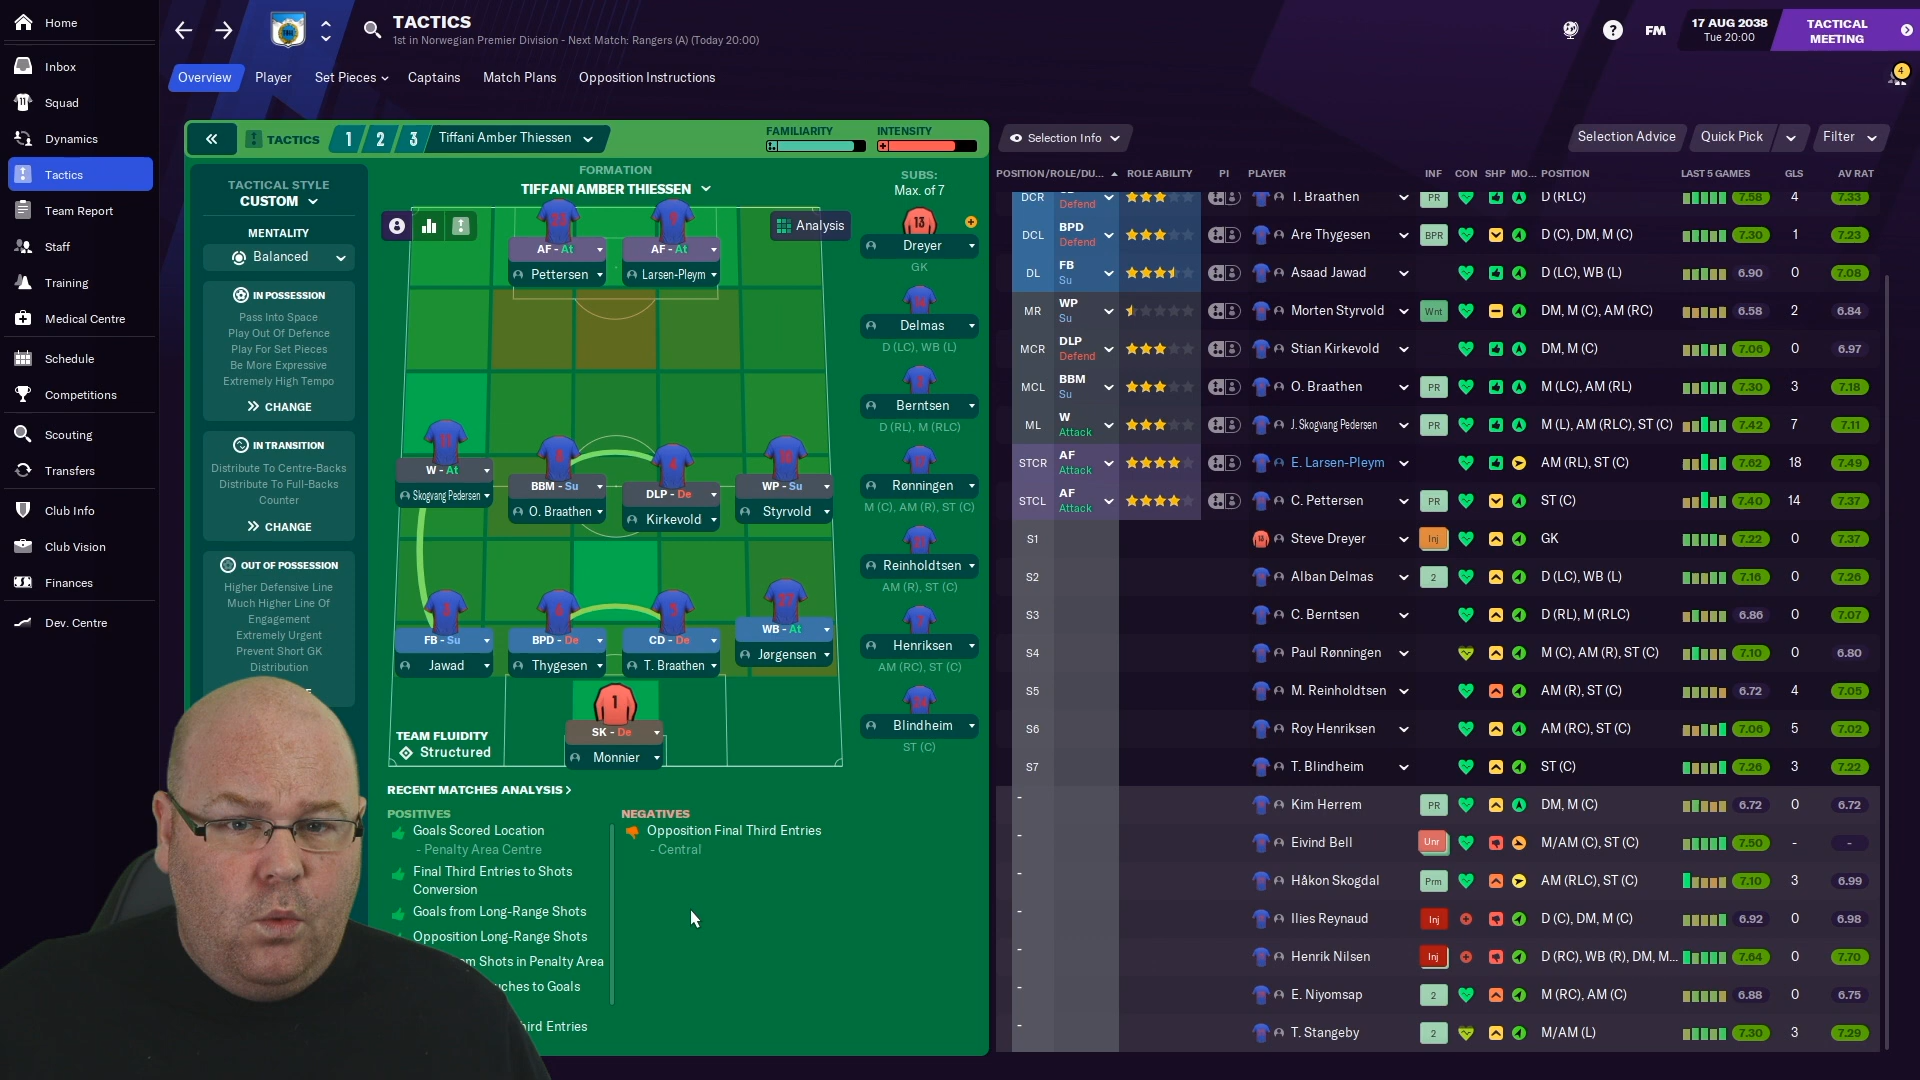 Home
Inbox
Squad
Dynamics
Tactics
Team Report
Staff
Training
Medical Centre
Schedule
Competitions
Scouting
Transfers
Club Info
Club Vision
Finances
Dev. Centre
TACTICS
1st in Norwegian Premier Division - Next Match: Rangers (A) (Today 20:00)
FM
17 AUG 2038
Tue 20:00
TACTICAL
MEETING
4
Overview
Player
Set Pieces
Captains
Match Plans
Opposition Instructions
TACTICS
1
2
3
Tiffani Amber Thiessen
FAMILIARITY
INTENSITY
TACTICAL STYLE
CUSTOM
MENTALITY
Balanced
IN POSSESSION
Pass Into Space
Play Out Of Defence
Play For Set Pieces
Be More Expressive
Extremely High Tempo
CHANGE
IN TRANSITION
Distribute To Centre-Backs
Distribute To Full-Backs
Counter
CHANGE
OUT OF POSSESSION
Higher Defensive Line
Much Higher Line Of
Engagement
Extremely Urgent
Prevent Short GK
Distribution
FORMATION
TIFFANI AMBER THIESSEN
Analysis
AF - At
Pettersen
AF - At
Larsen-Pleym
W - At
Skogvang Pedersen
BBM - Su
O. Braathen
DLP - De
Kirkevold
WP - Su
Styrvold
FB - Su
Jawad
BPD - De
Thygesen
CD - De
T. Braathen
WB - At
Jørgensen
1
SK - De
Monnier
TEAM FLUIDITY
Structured
SUBS:
Max. of 7
13
Dreyer
GK
Delmas
D (LC), WB (L)
Berntsen
D (RL), M (RLC)
Rønningen
M (C), AM (R), ST (C)
Reinholdtsen
AM (R), ST (C)
Henriksen
AM (RC), ST (C)
Blindheim
ST (C)
RECENT MATCHES ANALYSIS >
POSITIVES
Goals Scored Location
- Penalty Area Centre
Final Third Entries to Shots
Conversion
Goals from Long-Range Shots
Opposition Long-Range Shots
Shots in Penalty Area
to Goals
Entries
NEGATIVES
Opposition Final Third Entries
- Central
Selection Info
Selection Advice
Quick Pick
Filter
POSITION/ROLE/DU... ROLE ABILITY PI PLAYER INF CON SHP MO... POSITION LAST 5 GAMES GLS AV RAT
DCR Defend T. Braathen PR D (RLC) 7.58 4 7.33
DCL BPD Defend Are Thygesen BPR D (C), DM, M (C) 7.30 1 7.23
DL FB Su Asaad Jawad D (LC), WB (L) 6.90 0 7.08
MR WP Su Morten Styrvold Wnt DM, M (C), AM (RC) 6.58 2 6.84
MCR DLP Defend Stian Kirkevold DM, M (C) 7.06 0 6.97
MCL BBM Su O. Braathen PR M (LC), AM (RL) 7.30 3 7.18
ML W Attack J. Skogvang Pedersen PR M (L), AM (RLC), ST (C) 7.42 7 7.11
STCR AF Attack E. Larsen-Pleym AM (RL), ST (C) 7.62 18 7.49
STCL AF Attack C. Pettersen PR ST (C) 7.40 14 7.37
S1 Steve Dreyer Inj GK 7.22 0 7.37
S2 Alban Delmas 2 D (LC), WB (L) 7.16 0 7.26
S3 C. Berntsen D (RL), M (RLC) 6.86 0 7.07
S4 Paul Rønningen M (C), AM (R), ST (C) 7.10 0 6.80
S5 M. Reinholdtsen AM (R), ST (C) 6.72 4 7.05
S6 Roy Henriksen AM (RC), ST (C) 7.06 5 7.02
S7 T. Blindheim ST (C) 7.26 3 7.22
- Kim Herrem PR DM, M (C) 6.72 0 6.72
- Eivind Bell Unr M/AM (C), ST (C) 7.50 - -
- Håkon Skogdal Prm AM (RLC), ST (C) 7.10 3 6.99
- Ilies Reynaud Inj D (C), DM, M (C) 6.92 0 6.98
- Henrik Nilsen Inj D (RC), WB (R), DM, M... 7.64 0 7.70
- E. Niyomsap 2 M (RC), AM (C) 6.88 0 6.75
- T. Stangeby 2 M/AM (L) 7.30 3 7.29